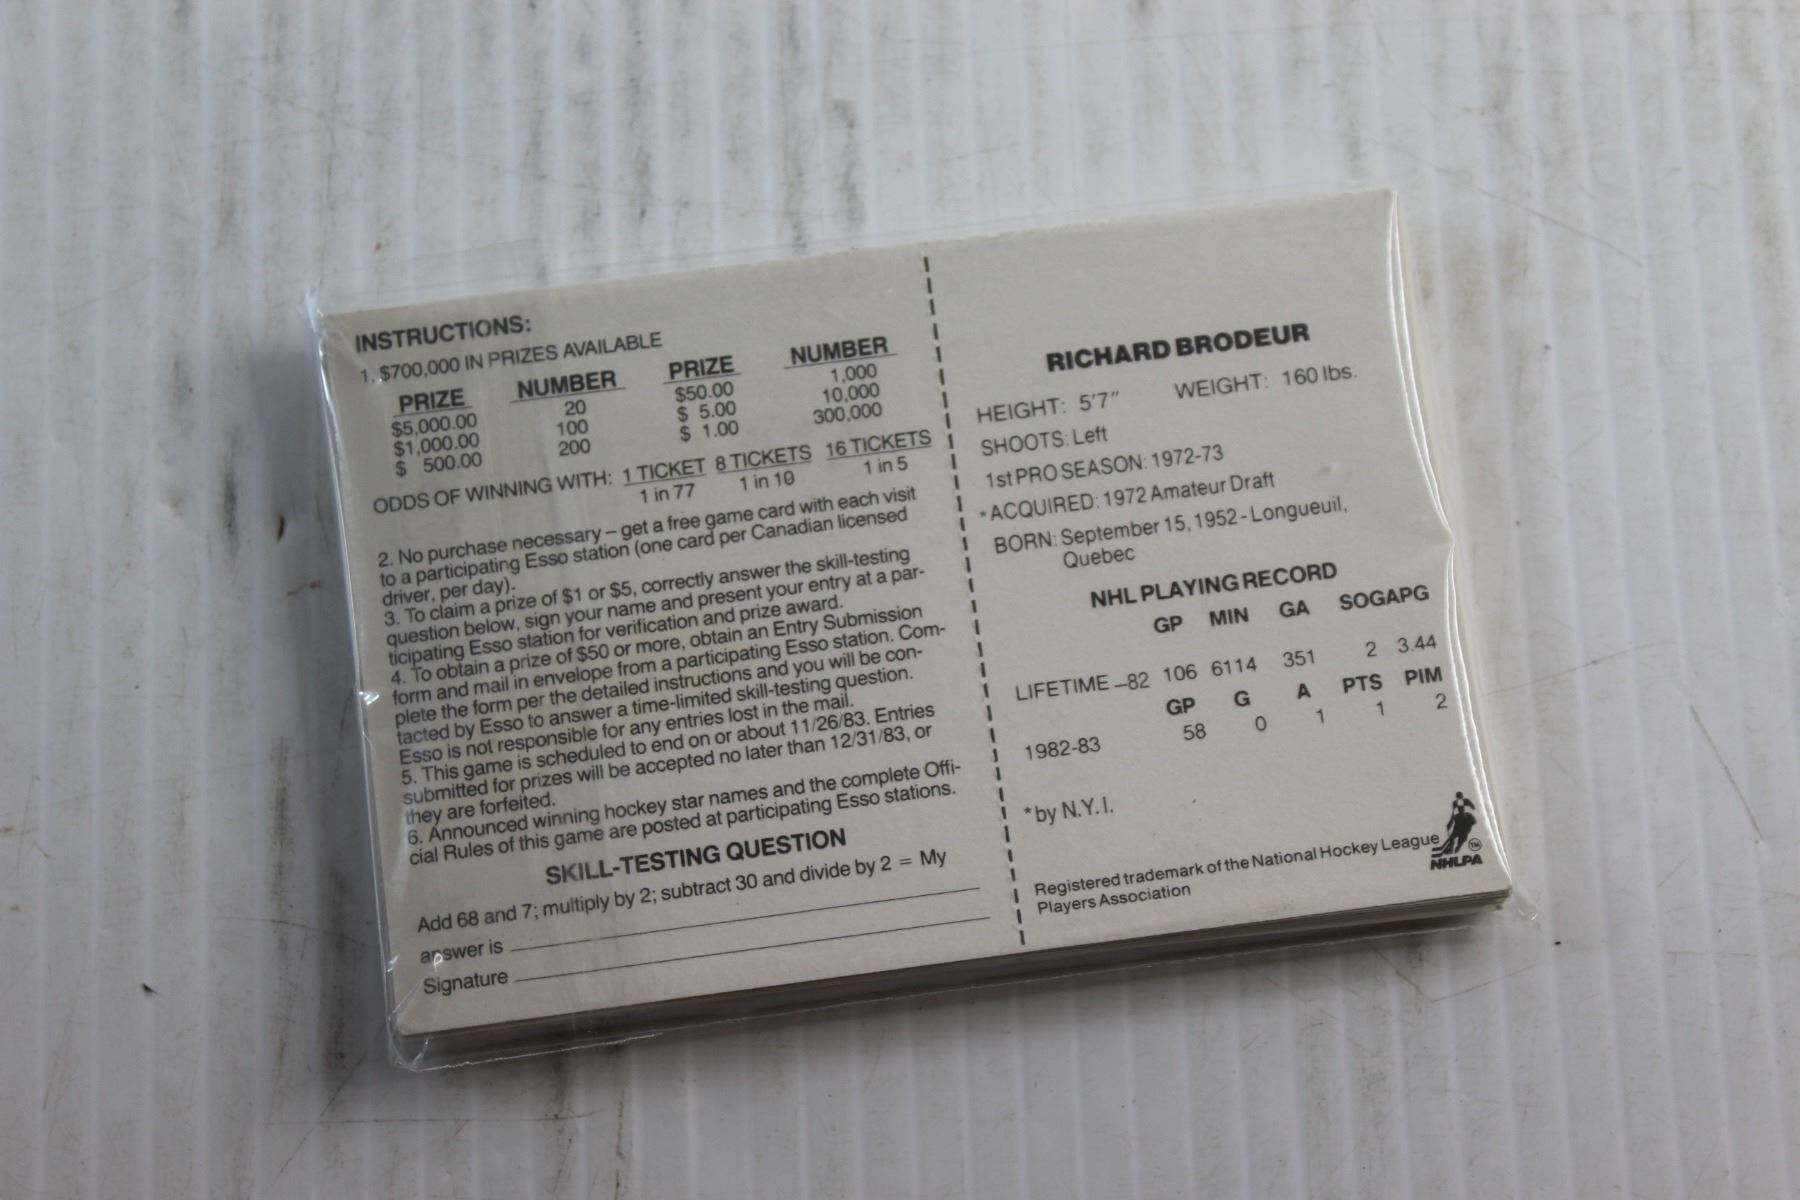 INSTRUCTIONS:
1. $700,000 IN PRIZES AVAILABLE
PRIZE NUMBER PRIZE NUMBER
$5,000.00 20 $50.00 1,000
$1,000.00 100 $ 5.00 10,000
$ 500.00 200 $ 1.00 300,000
ODDS OF WINNING WITH: 1 TICKET 8 TICKETS 16 TICKETS
1 in 77 1 in 10 1 in 5
2. No purchase necessary – get a free game card with each visit
to a participating Esso station (one card per Canadian licensed
driver, per day).
3. To claim a prize of $1 or $5, correctly answer the skill-testing
question below, sign your name and present your entry at a par-
ticipating Esso station for verification and prize award.
4. To obtain a prize of $50 or more, obtain an Entry Submission
form and mail in envelope from a participating Esso station. Com-
plete the form per the detailed instructions and you will be con-
tacted by Esso to answer a time-limited skill-testing question.
Esso is not responsible for any entries lost in the mail.
5. This game is scheduled to end on or about 11/26/83. Entries
submitted for prizes will be accepted no later than 12/31/83, or
they are forfeited.
6. Announced winning hockey star names and the complete Offi-
cial Rules of this game are posted at participating Esso stations.
SKILL-TESTING QUESTION
Add 68 and 7; multiply by 2; subtract 30 and divide by 2 = My
answer is
Signature
RICHARD BRODEUR
HEIGHT: 5'7" WEIGHT: 160 lbs.
SHOOTS: Left
1st PRO SEASON: 1972-73
*ACQUIRED: 1972 Amateur Draft
BORN: September 15, 1952 - Longueuil,
Quebec
NHL PLAYING RECORD
GP MIN GA SOGAPG
LIFETIME –82 106 6114 351 2 3.44
GP G A PTS PIM
1982-83 58 0 1 1 2
*by N.Y.I.
Registered trademark of the National Hockey League
Players Association
NHLPA
TM